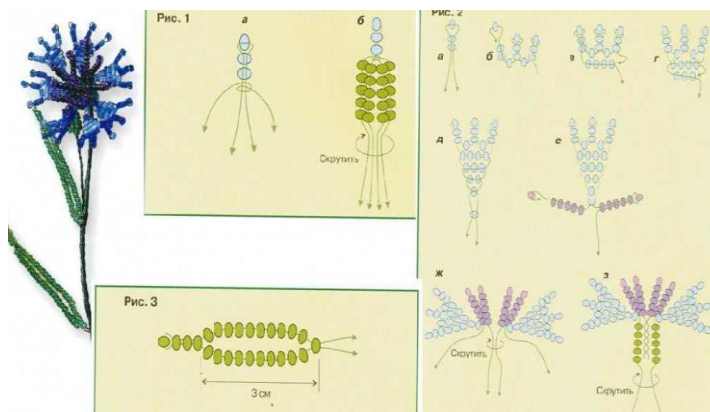 Рис. 1
а
б
Скрутить
Рис. 2
а
б
в
г
д
е
ж
Скрутить
з
Скрутить
Рис. 3
3 см